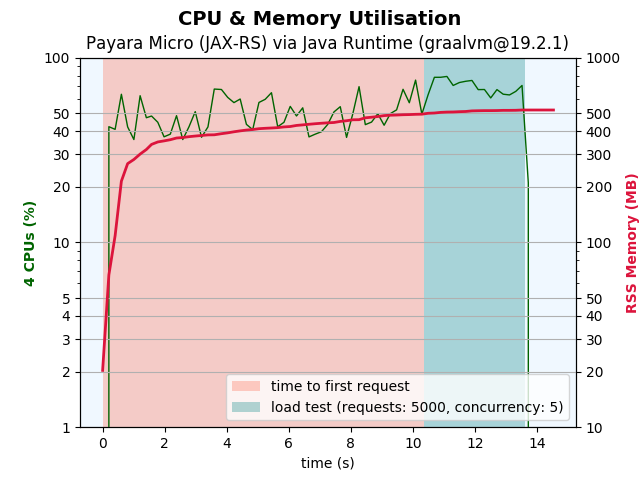 CPU & Memory Utilisation
Payara Micro (JAX-RS) via Java Runtime (graalvm@19.2.1)
100
50
40
30
20
10
5
4
3
2
1
4 CPUs (%)
1000
500
400
300
200
100
50
40
30
20
10
RSS Memory (MB)
time to first request
load test (requests: 5000, concurrency: 5)
0 2 4 6 8 10 12 14
time (s)